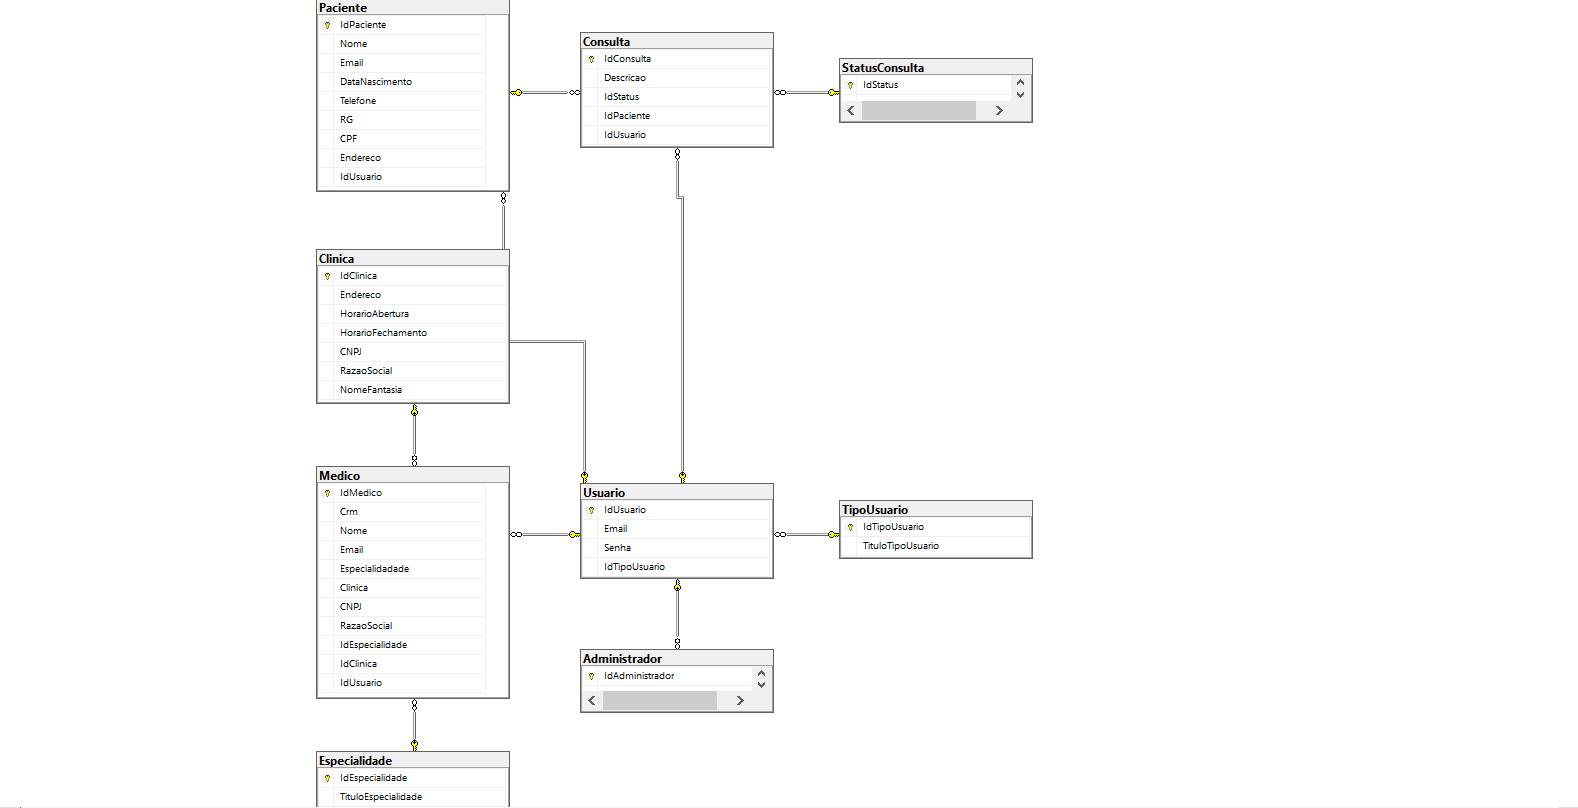 Paciente
IdPaciente
Nome
Email
DataNascimento
Telefone
RG
CPF
Endereco
IdUsuario
Consulta
IdConsulta
Descricao
IdStatus
IdPaciente
IdUsuario
StatusConsulta
IdStatus
Clinica
IdClinica
Endereco
HorarioAbertura
HorarioFechamento
CNPJ
RazaoSocial
NomeFantasia
Medico
IdMedico
Crm
Nome
Email
Especialidadade
Clinica
CNPJ
RazaoSocial
IdEspecialidade
IdClinica
IdUsuario
Usuario
IdUsuario
Email
Senha
IdTipoUsuario
TipoUsuario
IdTipoUsuario
TituloTipoUsuario
Administrador
IdAdministrador
Especialidade
IdEspecialidade
TituloEspecialidade